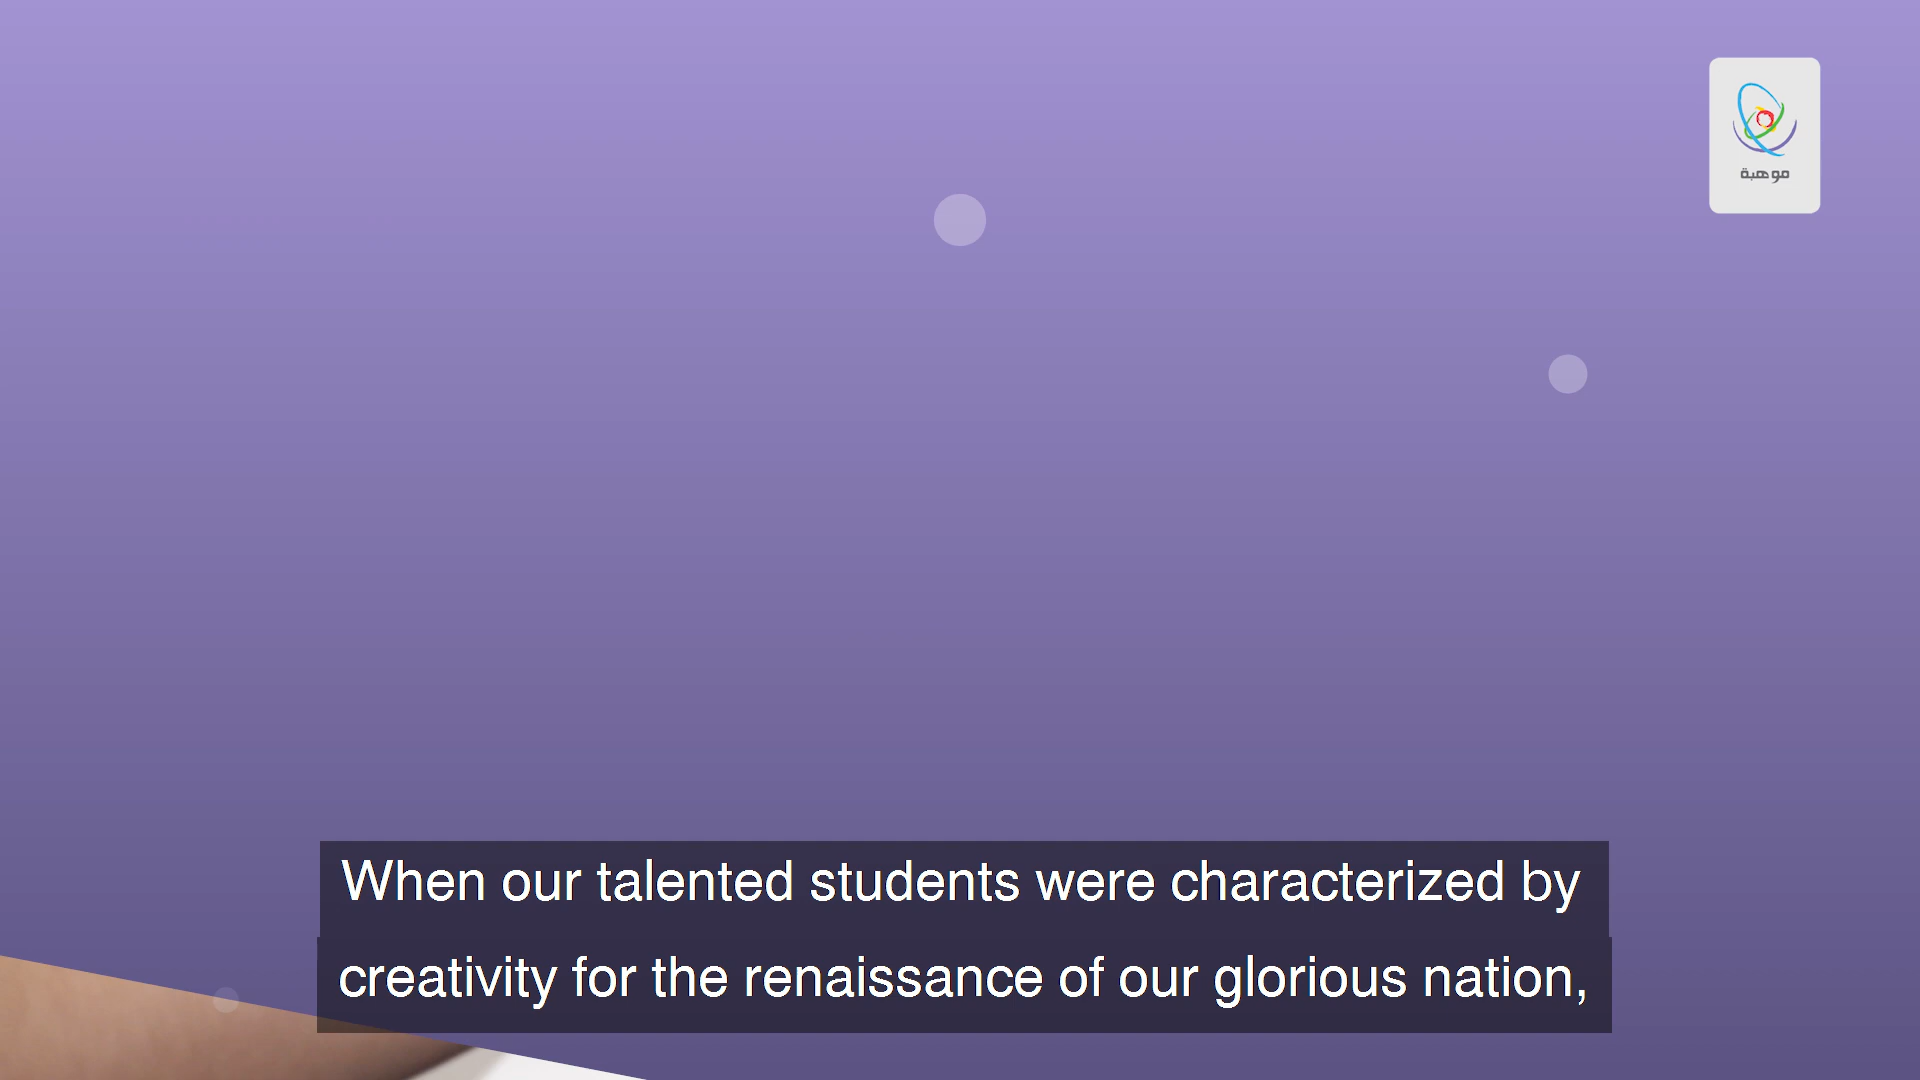 موهبة
When our talented students were characterized by
creativity for the renaissance of our glorious nation,